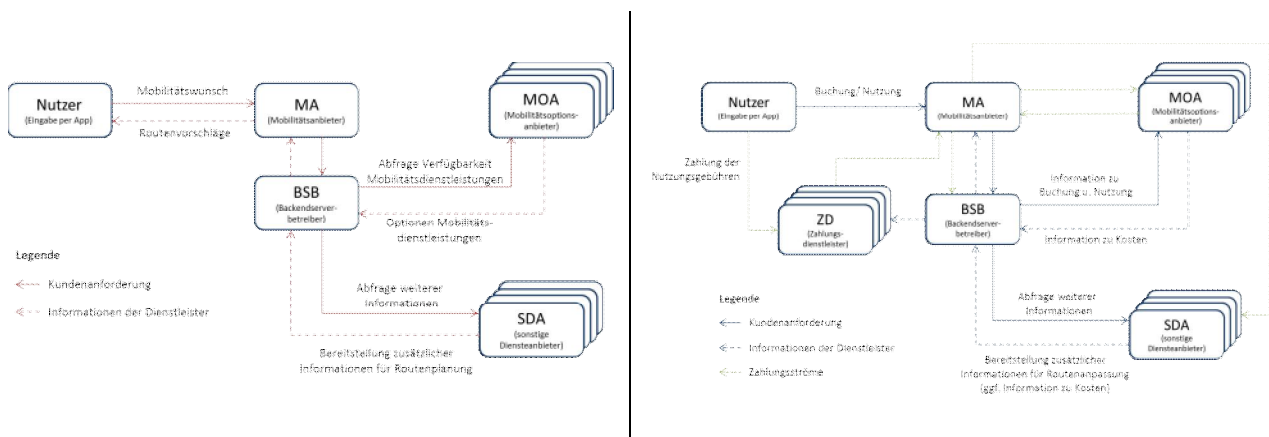 Nutzer
(Eingabe per App)
Mobilitätswunsch
Routenvorschläge
MA
(Mobilitätsanbieter)
MOA
(Mobilitätsoptions-
anbieter)
Abfrage Verfügbarkeit
Mobilitätsdienstleistungen
BSB
(Backendserver-
betreiber)
Optionen Mobilitäts-
dienstleistungen
Legende
Kundenanforderung
Informationen der Dienstleister
Abfrage weiterer
Informationen
SDA
(sonstige
Diensteanbieter)
Bereitstellung zusätzlicher
Informationen für Routenplanung
Nutzer
(Eingabe per App)
Buchung/ Nutzung
MA
(Mobilitätsanbieter)
MOA
(Mobilitätsoptions-
anbieter)
Zahlung der
Nutzungsgebühren
Information zu
Buchung u. Nutzung
ZD
(Zahlungs-
dienstleister)
BSB
(Backendserver-
betreiber)
Information zu Kosten
Legende
Kundenanforderung
Informationen der Dienstleister
Zahlungsströme
Abfrage weiterer
Informationen
SDA
(sonstige
Diensteanbieter)
Bereitstellung zusätzlicher
Informationen für Routenanpassung
(ggf. Information zu Kosten)